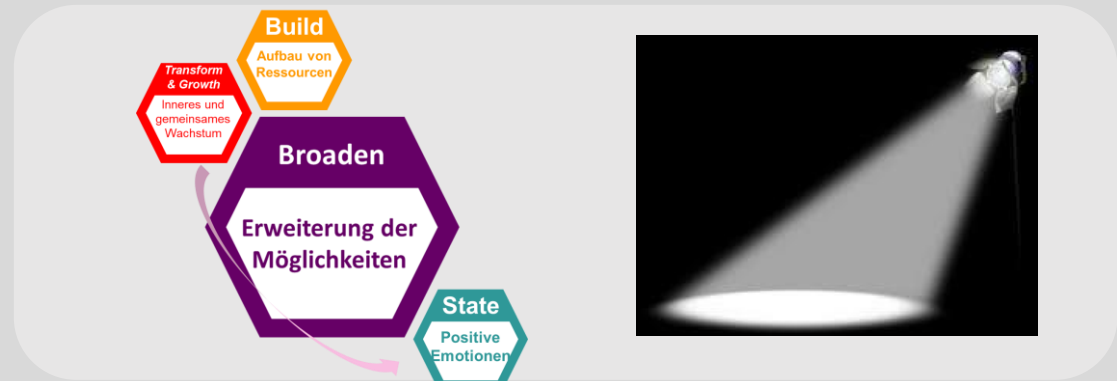 Build
Aufbau von
Ressourcen
Transform
& Growth
Inneres und
gemeinsames
Wachstum
Broaden
Erweiterung der
Möglichkeiten
State
Positive
Emotionen